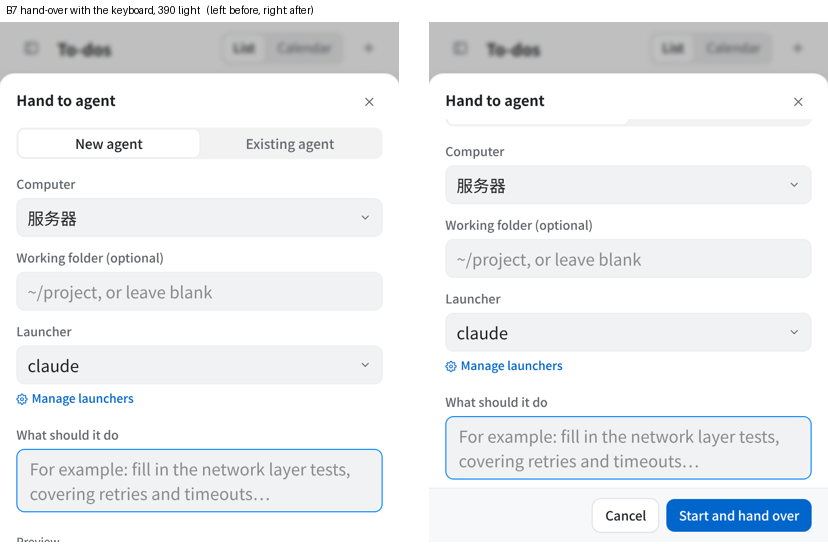 B7 hand-over with the keyboard, 390 light (left before, right after)
To-dos
List
Calendar
Hand to agent
New agent
Existing agent
Computer
服务器
Working folder (optional)
~/project, or leave blank
Launcher
claude
Manage launchers
What should it do
For example: fill in the network layer tests,
covering retries and timeouts…
Preview
To-dos
List
Calendar
Hand to agent
Computer
服务器
Working folder (optional)
~/project, or leave blank
Launcher
claude
Manage launchers
What should it do
For example: fill in the network layer tests,
covering retries and timeouts…
Cancel
Start and hand over